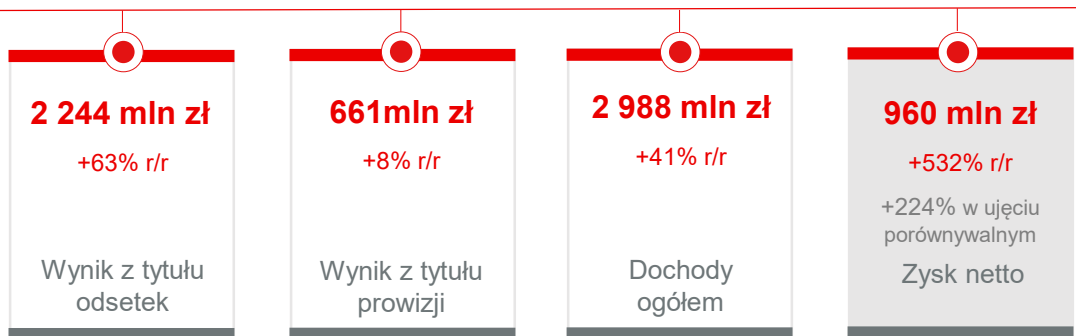 2 244 mln zł
+63% r/r
Wynik z tytułu
odsetek
661mln zł
+8% r/r
Wynik z tytułu
prowizji
2 988 mln zł
+41% r/r
Dochody
ogółem
960 mln zł
+532% r/r
+224% w ujęciu
porównywalnym
Zysk netto